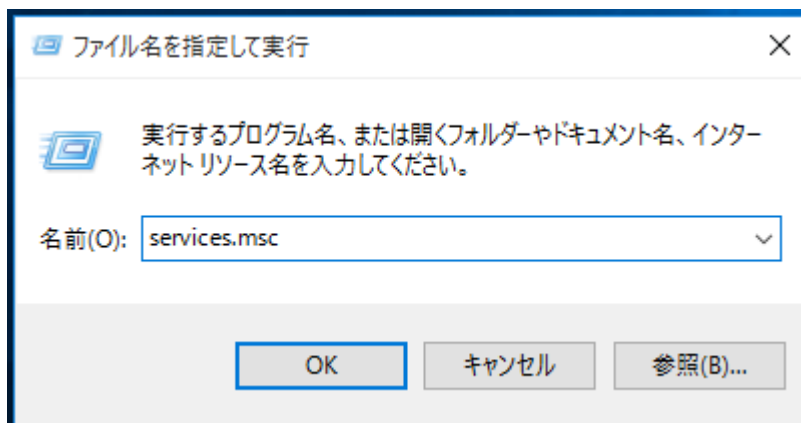 ファイル名を指定して実行
実行するプログラム名、または開くフォルダーやドキュメント名、インター
ネット リソース名を入力してください。
名前(O): services.msc
OK キャンセル 参照(B)...